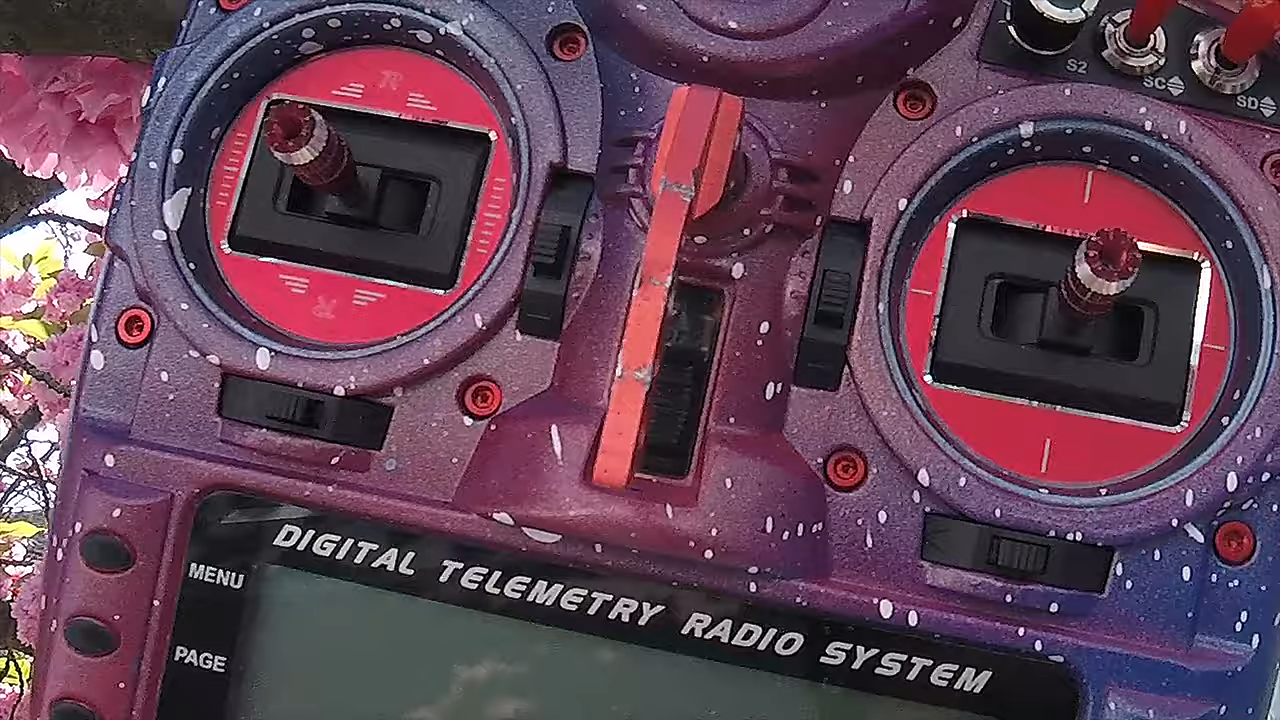 S2
SC
SD
DIGITAL TELEMETRY RADIO SYSTEM
MENU
PAGE